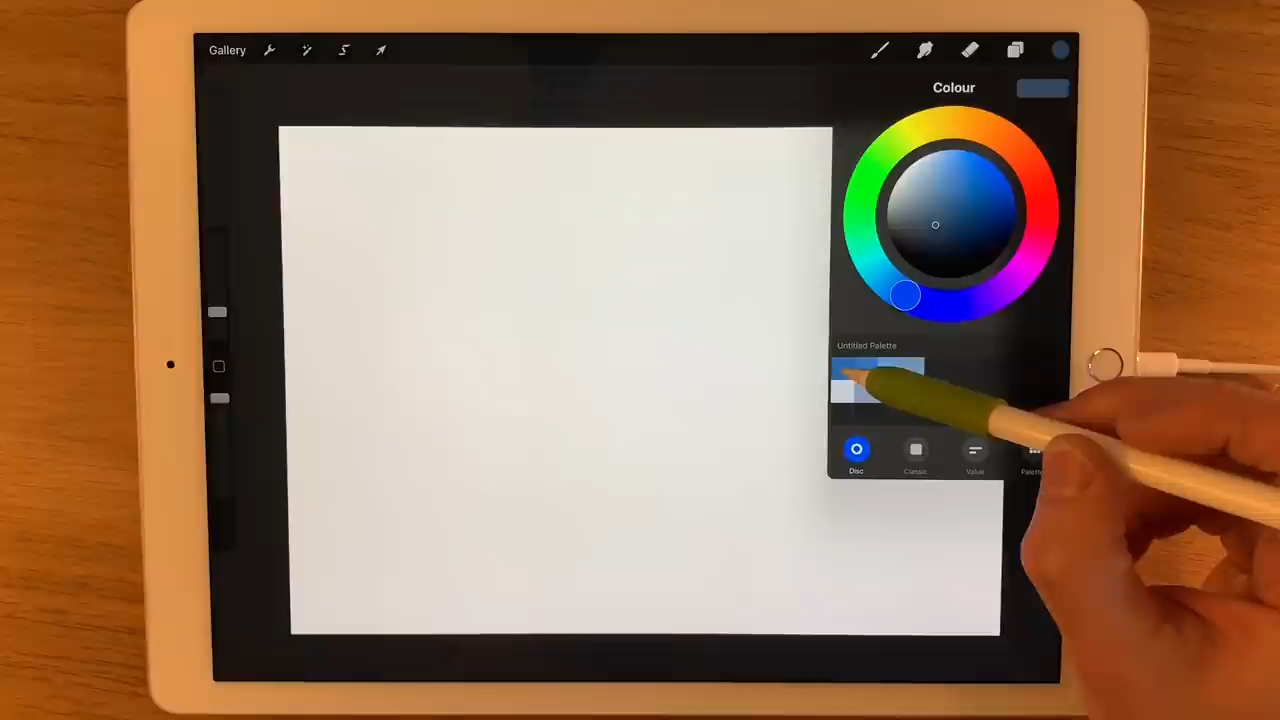 Gallery
Colour
Untitled Palette
Disc
Classic
Value